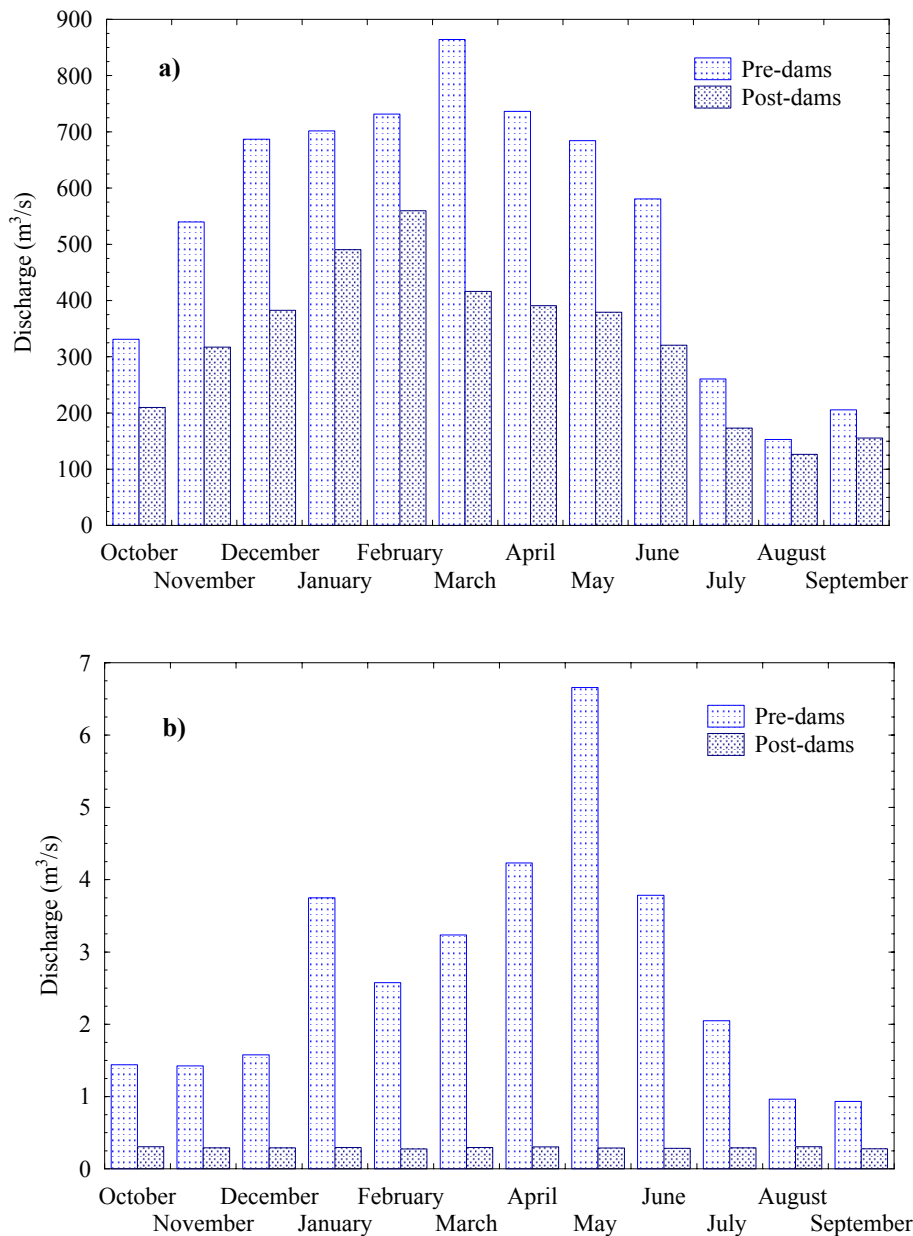 900
800
700
600
500
400
300
200
100
0
Discharge (m³/s)
a)
Pre-dams
Post-dams
October December February April June August
November January March May July September
7
6
5
4
3
2
1
0
Discharge (m³/s)
b)
Pre-dams
Post-dams
October December February April June August
November January March May July September